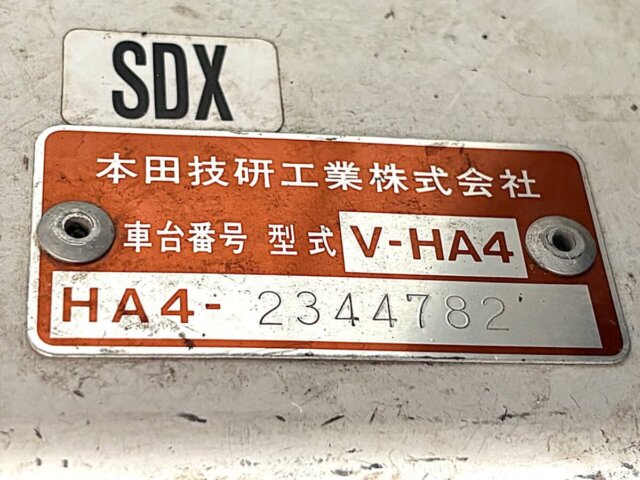 SDX
本田技研工業株式会社
車台番号 型式 V-HA4
HA4-2344782